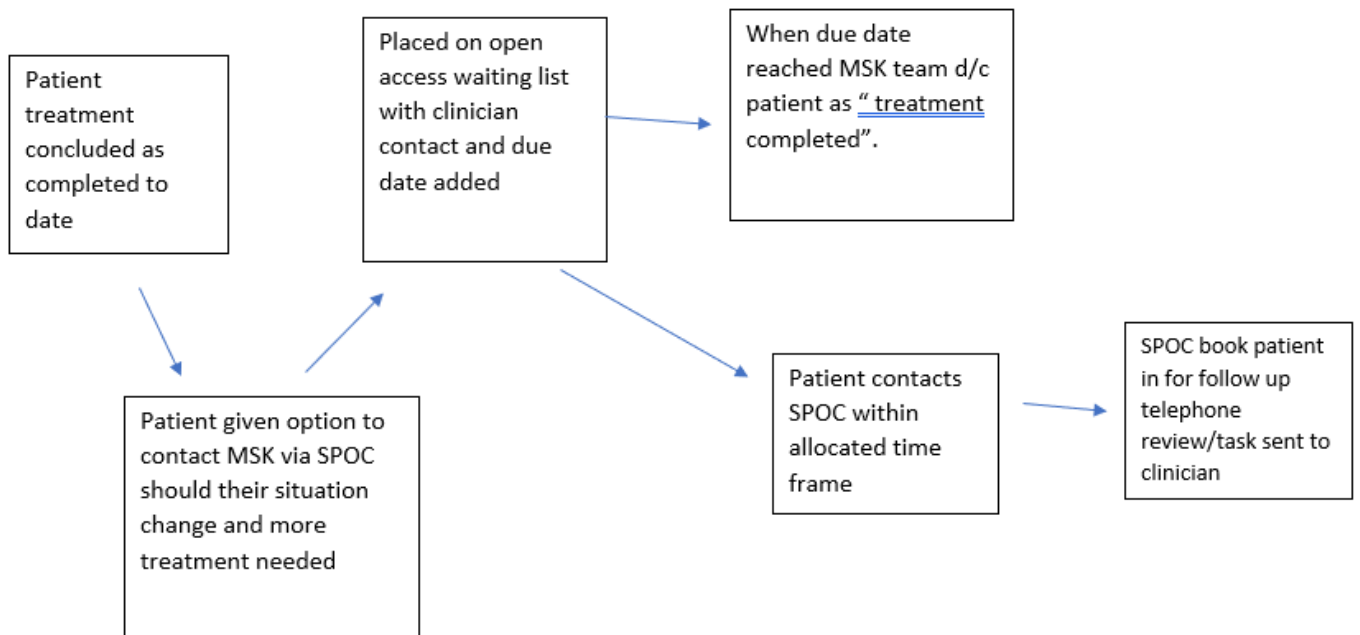 Patient
treatment
concluded as
completed to
date
Patient given option to
contact MSK via SPOC
should their situation
change and more
treatment needed
Placed on open
access waiting list
with clinician
contact and due
date added
When due date
reached MSK team d/c
patient as “ treatment
completed”.
Patient contacts
SPOC within
allocated time
frame
SPOC book patient
in for follow up
telephone
review/task sent to
clinician